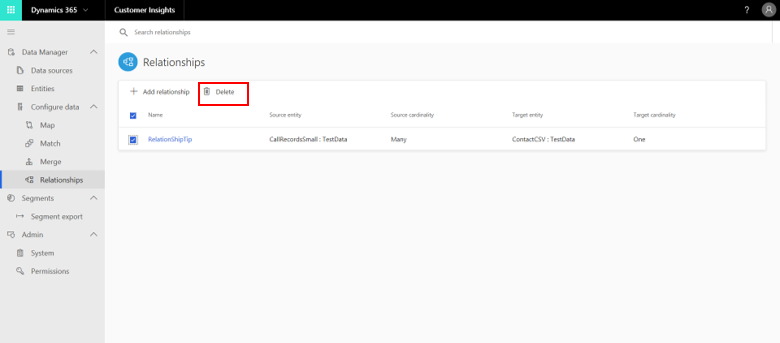 Dynamics 365 Customer Insights ?
Search relationships
Data Manager
Data sources
Entities
Configure data
Map
Match
Merge
Relationships
Segments
Segment export
Admin
System
Permissions
Relationships
Add relationship Delete
Name Source entity Source cardinality Target entity Target cardinality
RelationShipTip CallRecordsSmall : TestData Many ContactCSV : TestData One